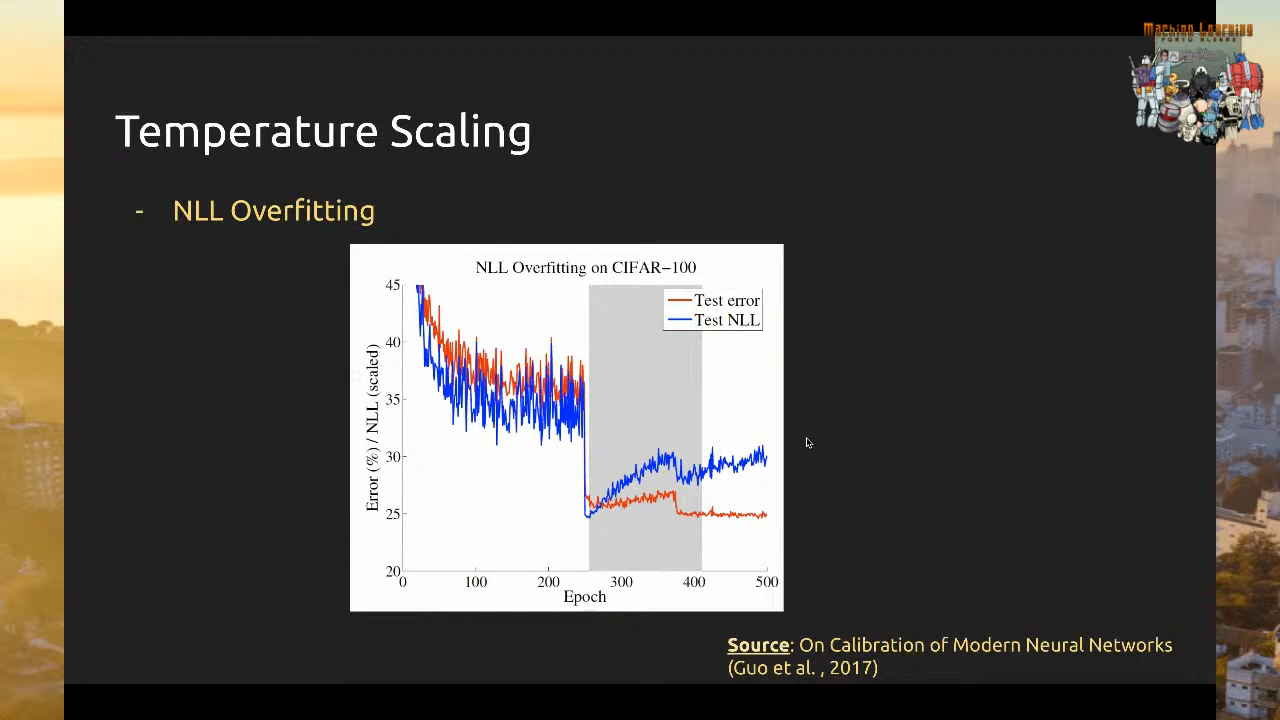 Machine Learning
PORTO ALEGRE
Temperature Scaling
- NLL Overfitting
NLL Overfitting on CIFAR−100
45
40
35
30
25
20
Error (%) / NLL (scaled)
Test error
Test NLL
0 100 200 300 400 500
Epoch
Source: On Calibration of Modern Neural Networks
(Guo et al. , 2017)